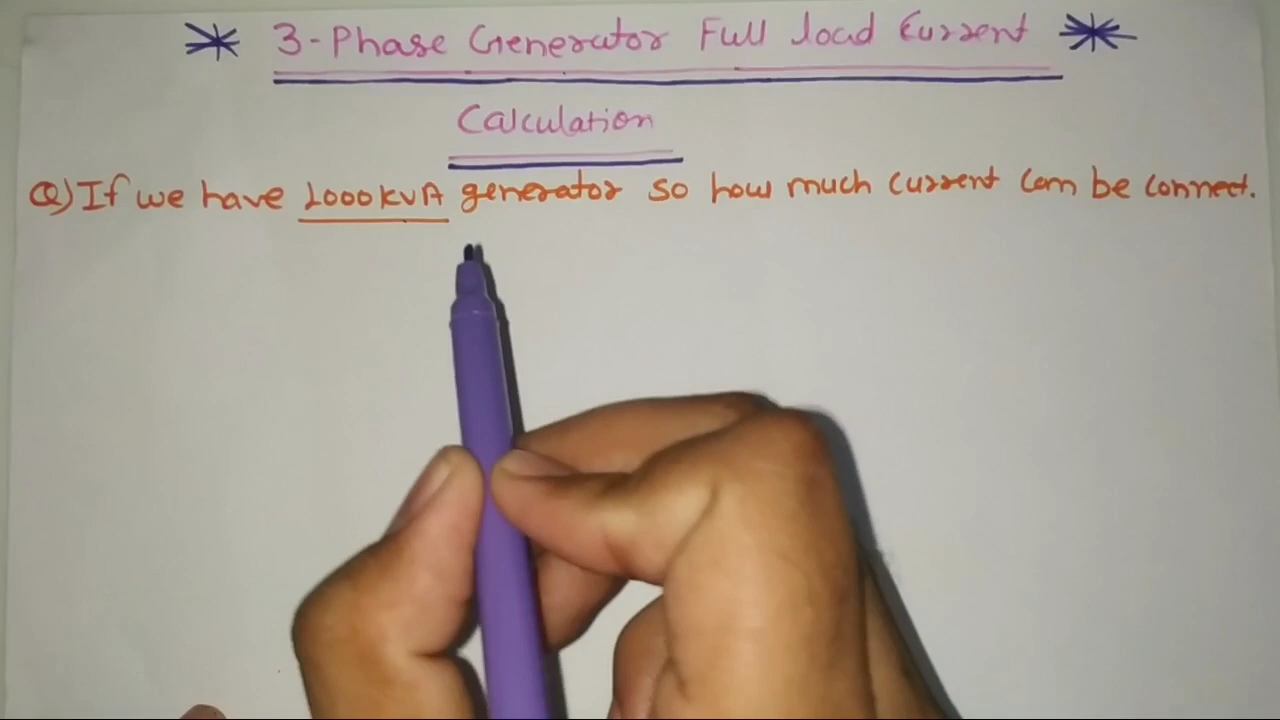 3-Phase Generator Full load Current
Calculation
Q) If we have 1000KVA generator so how much current can be connect.